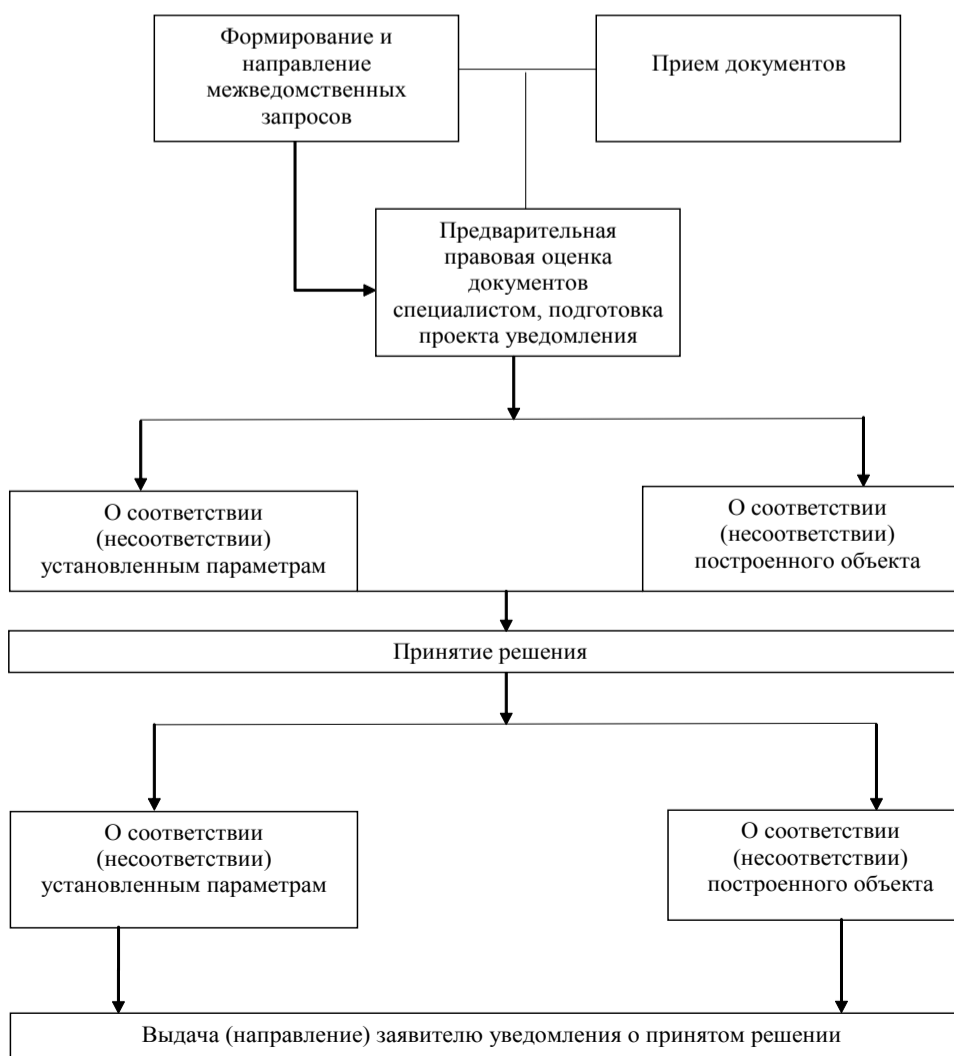 Формирование и
направление
межведомственных
запросов
Прием документов
Предварительная
правовая оценка
документов
специалистом, подготовка
проекта уведомления
О соответствии
(несоответствии)
установленным параметрам
О соответствии
(несоответствии)
построенного объекта
Принятие решения
О соответствии
(несоответствии)
установленным параметрам
О соответствии
(несоответствии)
построенного объекта
Выдача (направление) заявителю уведомления о принятом решении